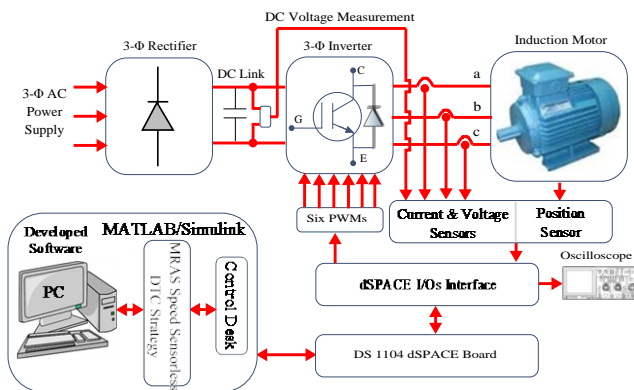 DC Voltage Measurement
3-Φ Rectifier
3-Φ Inverter
Induction Motor
DC Link
3-Φ AC
Power
Supply
C
G
E
a
b
c
Six PWMs
Current & Voltage
Sensors
Position
Sensor
Oscilloscope
dSPACE I/Os Interface
DS 1104 dSPACE Board
Developed
Software
MATLAB/Simulink
PC
MRAS Speed Sensorless
DTC Strategy
Control Desk